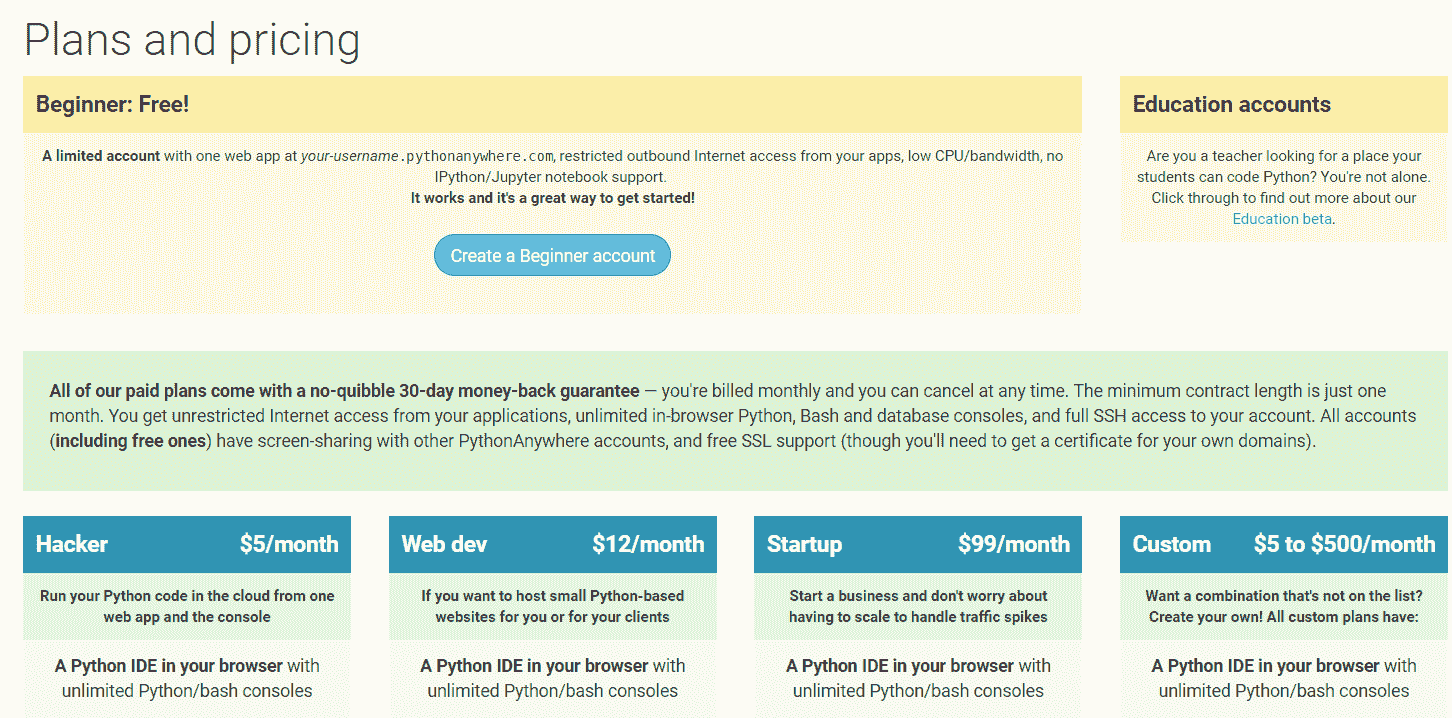 Plans and pricing
Beginner: Free!
A limited account with one web app at your-username.pythonanywhere.com, restricted outbound Internet access from your apps, low CPU/bandwidth, no
IPython/Jupyter notebook support.
It works and it's a great way to get started!
Create a Beginner account
Education accounts
Are you a teacher looking for a place your
students can code Python? You're not alone.
Click through to find out more about our
Education beta.
All of our paid plans come with a no-quibble 30-day money-back guarantee — you're billed monthly and you can cancel at any time. The minimum contract length is just one
month. You get unrestricted Internet access from your applications, unlimited in-browser Python, Bash and database consoles, and full SSH access to your account. All accounts
(including free ones) have screen-sharing with other PythonAnywhere accounts, and free SSL support (though you'll need to get a certificate for your own domains).
Hacker $5/month
Run your Python code in the cloud from one
web app and the console
A Python IDE in your browser with
unlimited Python/bash consoles
Web dev $12/month
If you want to host small Python-based
websites for you or for your clients
A Python IDE in your browser with
unlimited Python/bash consoles
Startup $99/month
Start a business and don't worry about
having to scale to handle traffic spikes
A Python IDE in your browser with
unlimited Python/bash consoles
Custom $5 to $500/month
Want a combination that's not on the list?
Create your own! All custom plans have:
A Python IDE in your browser with
unlimited Python/bash consoles